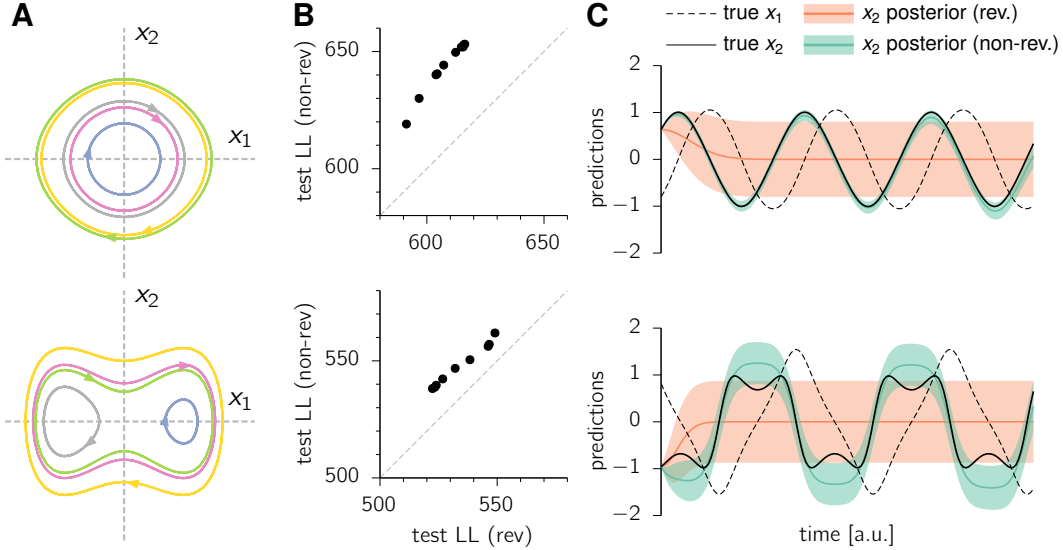 A
x2
x1
x2
x1
B
test LL (non-rev)
650
600
600
650
test LL (non-rev)
550
500
500
550
test LL (rev)
C
true x1
x2 posterior (rev.)
true x2
x2 posterior (non-rev.)
predictions
2
1
0
−1
−2
predictions
2
1
0
−1
−2
time [a.u.]